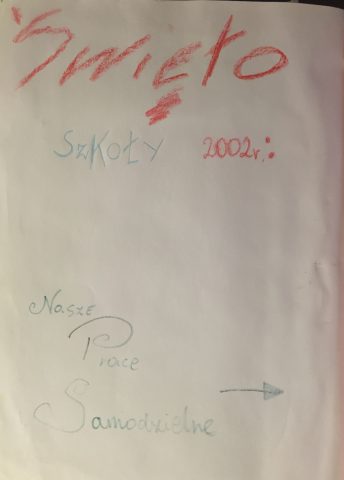 Święto
Szkoły 2002r.:
Nasze
Prace
Samodzielne